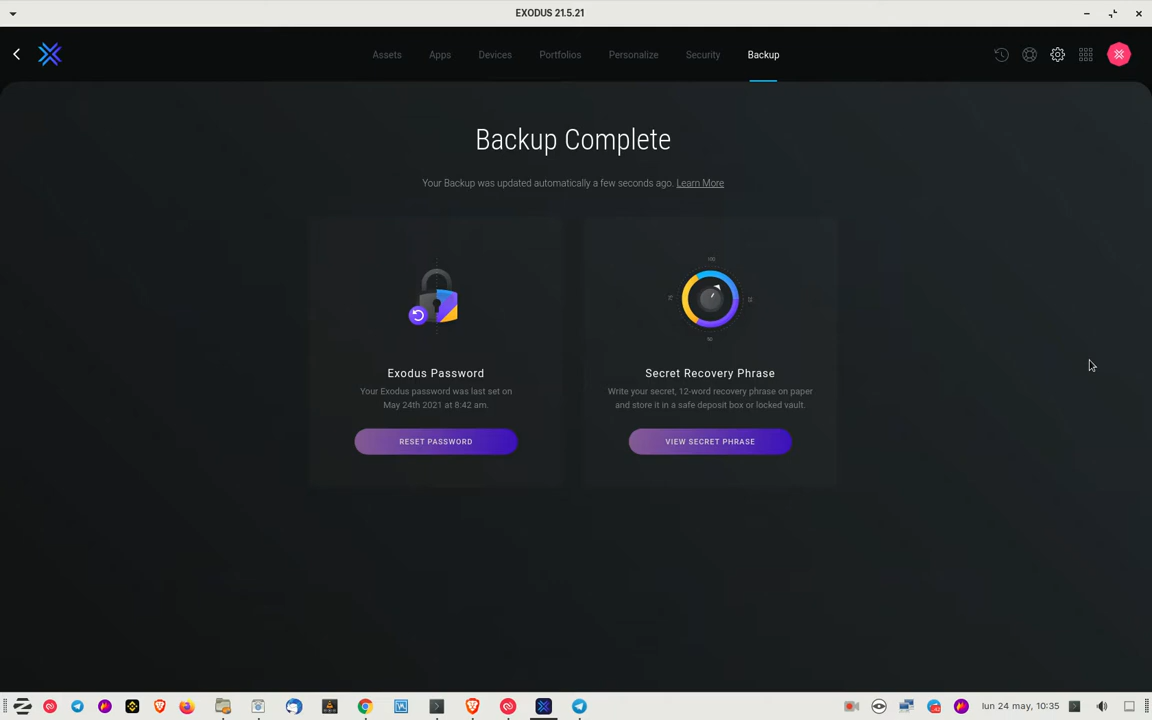 EXODUS 21.5.21
Assets Apps Devices Portfolios Personalize Security Backup
Backup Complete
Your Backup was updated automatically a few seconds ago. Learn More
100
Exodus Password
Your Exodus password was last set on
May 24th 2021 at 8:42 am.
RESET PASSWORD
Secret Recovery Phrase
Write your secret, 12-word recovery phrase on paper
and store it in a safe deposit box or locked vault.
VIEW SECRET PHRASE
lun 24 may, 10:35